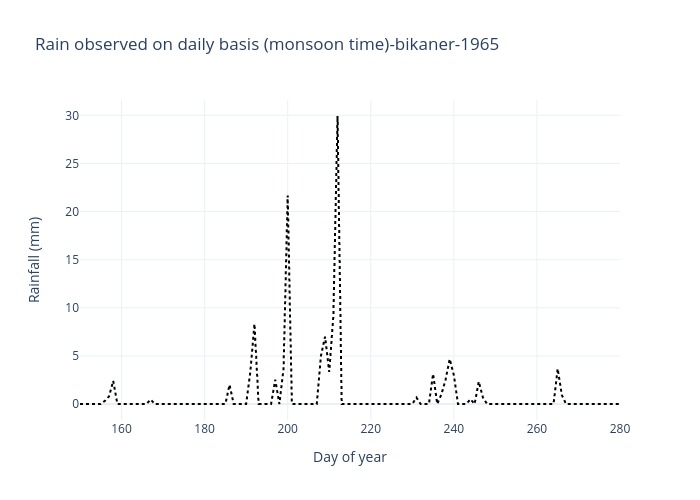 Rain observed on daily basis (monsoon time)-bikaner-1965
30
25
20
15
10
5
0
Rainfall (mm)
160 180 200 220 240 260 280
Day of year